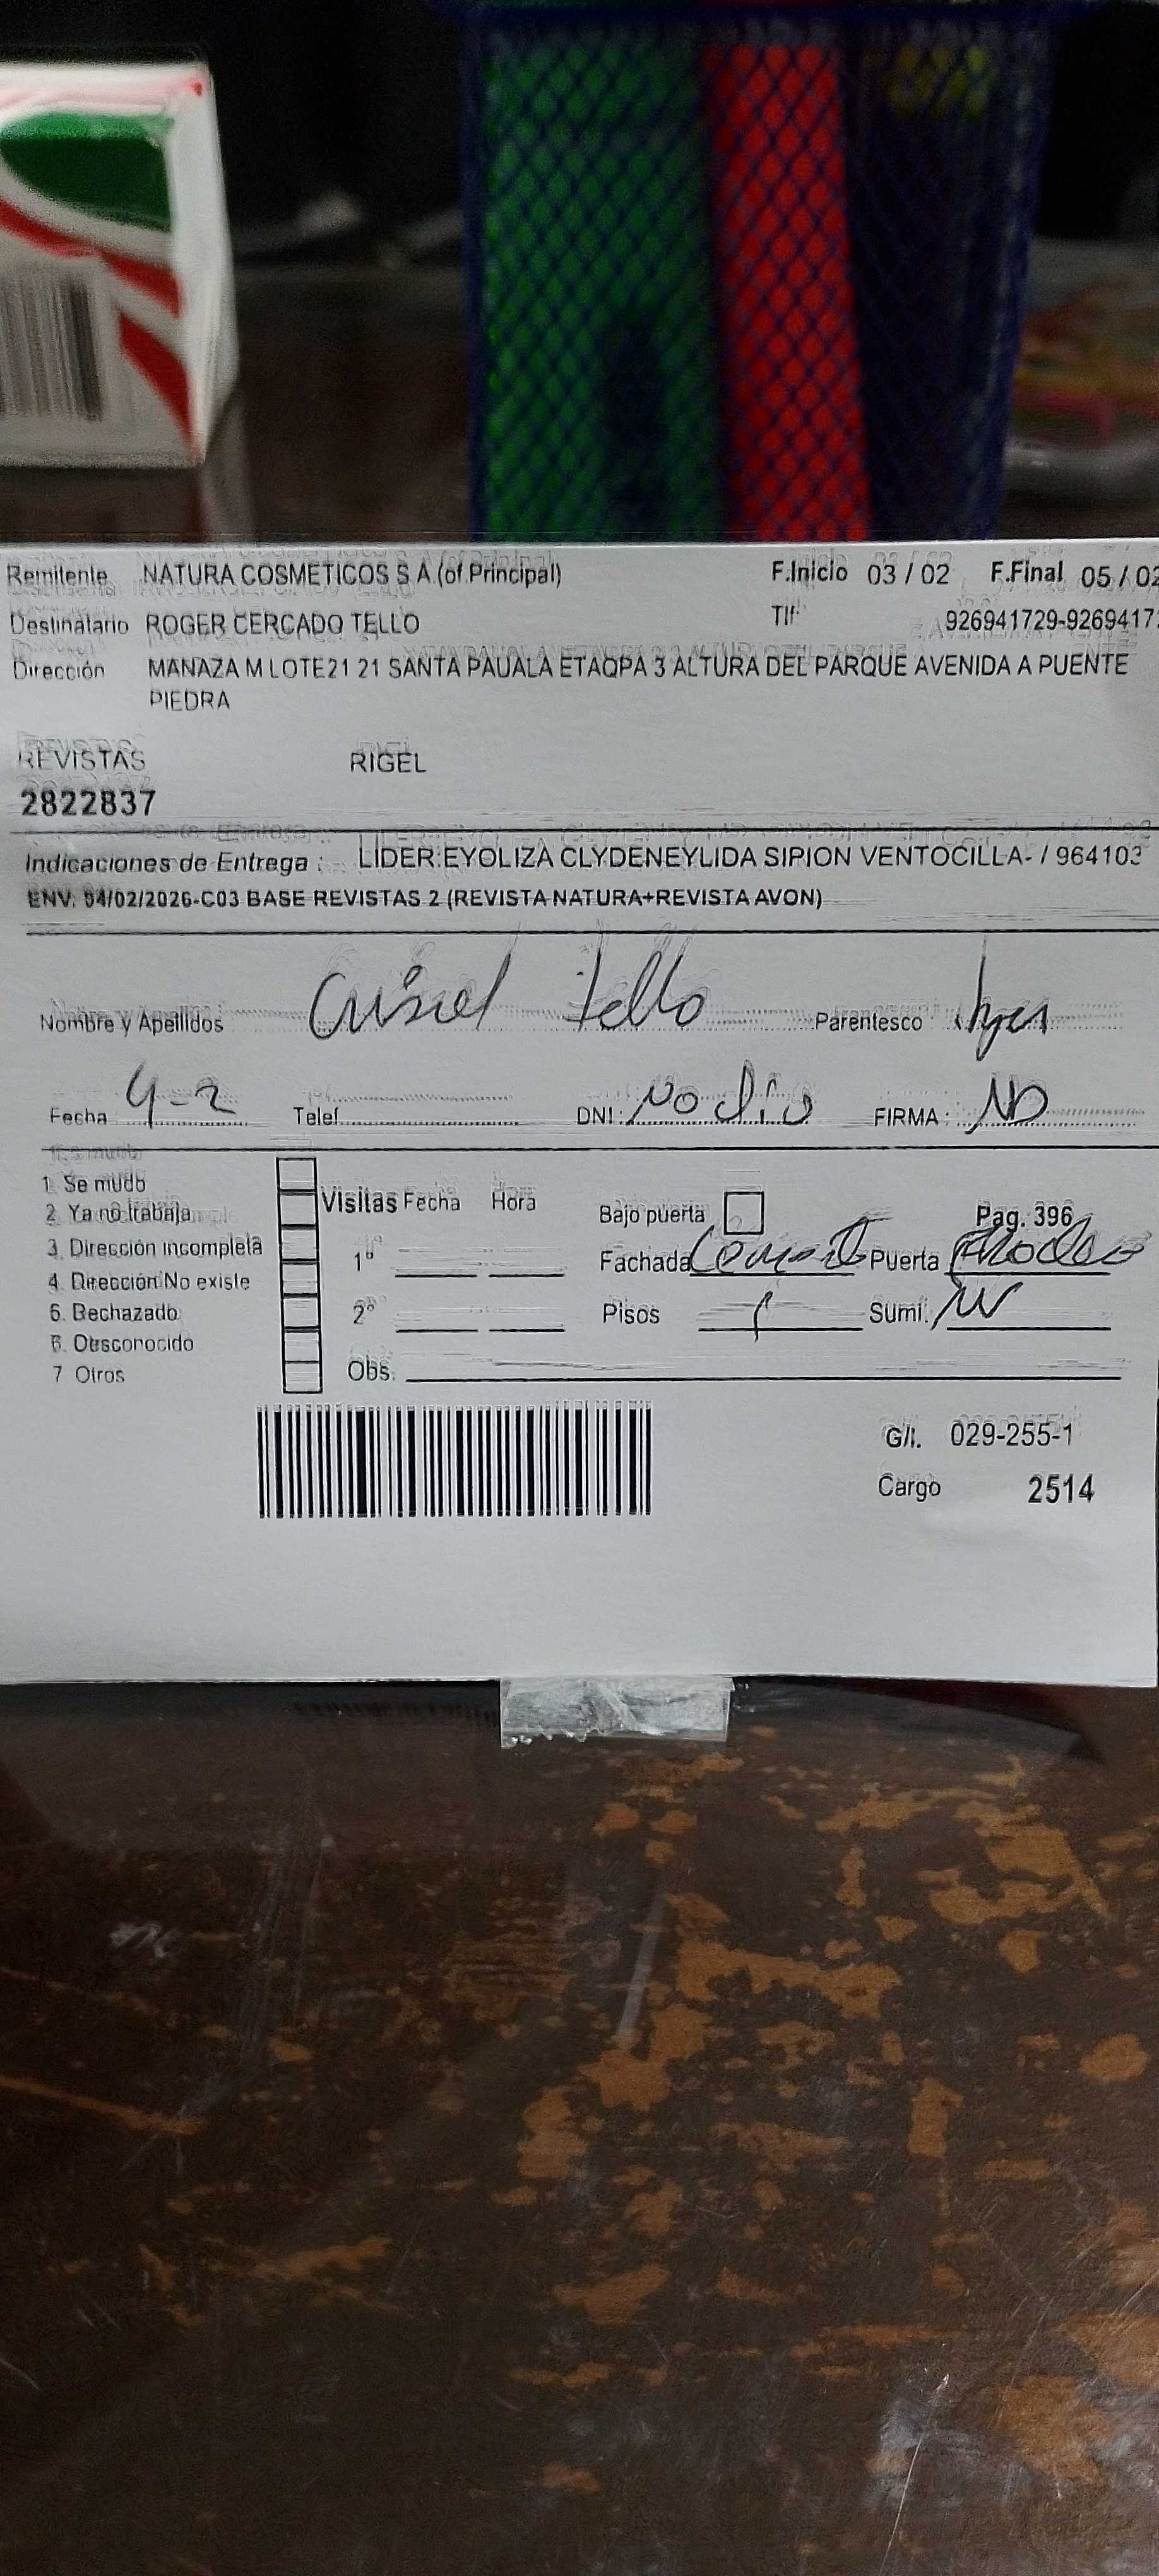 Remitente NATURA COSMETICOS S A.(of.Principal) F.Inicio 03 / 02 F.Final 05 / 02
Destinatario ROGER CERCADO TELLO Tlf 926941729-9269417
Dirección MANAZA M LOTE21 21 SANTA PAUALA ETAQPA 3 ALTURA DEL PARQUE AVENIDA A PUENTE
PIEDRA
REVISTAS RIGEL
2822837
Indicaciones de Entrega : LIDER:EYOLIZA CLYDENEYLIDA SIPION VENTOCILLA- / 964103
ENV. 04/02/2026-C03 BASE REVISTAS 2 (REVISTA NATURA+REVISTA AVON)
Nombre y Apellidos Tello Parentesco
Fecha 4-2 Telef. DNI: No dio FIRMA :
1. Se mudo
2. Ya no trabaja
3. Dirección incompleta
4. Dirección No existe
5. Rechazado
6. Desconocido
7 Otros
Visitas Fecha Hora
1º
2º
Obs.
Bajo puerta Pag. 396
Fachada Puerta
Pisos 1 Sumi.
G/I. 029-255-1
Cargo 2514